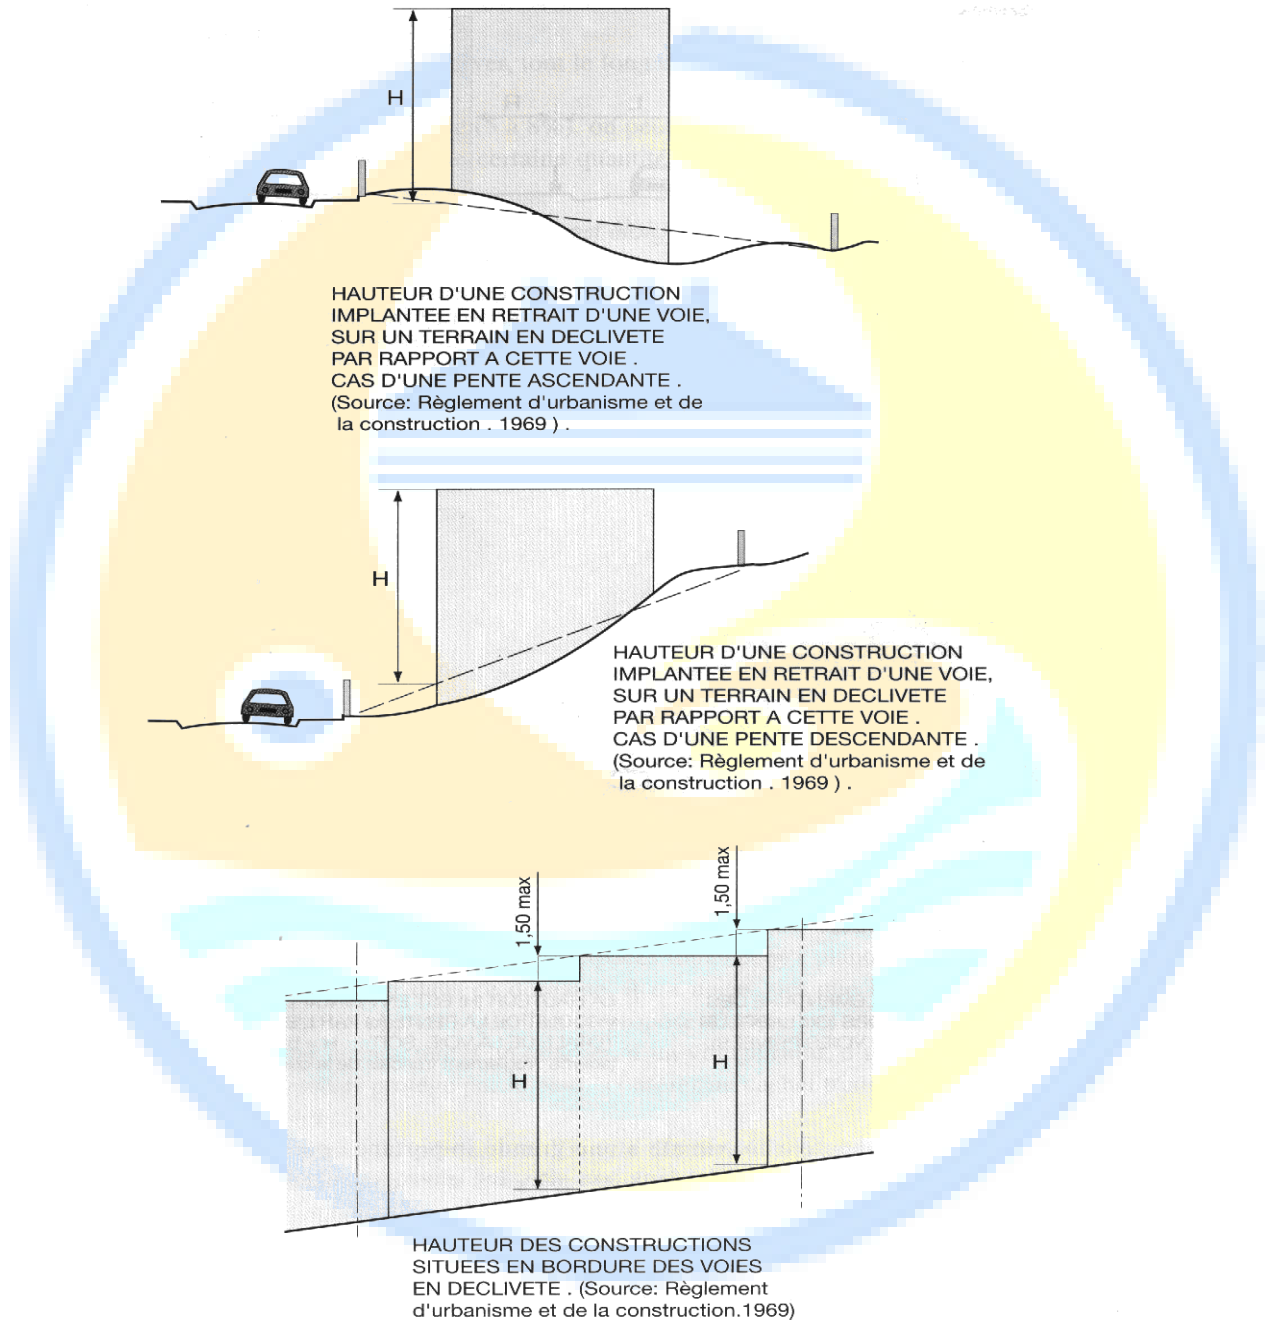 H
HAUTEUR D'UNE CONSTRUCTION
IMPLANTEE EN RETRAIT D'UNE VOIE,
SUR UN TERRAIN EN DECLIVETE
PAR RAPPORT A CETTE VOIE .
CAS D'UNE PENTE ASCENDANTE .
(Source: Règlement d'urbanisme et de
la construction . 1969 ) .
H
HAUTEUR D'UNE CONSTRUCTION
IMPLANTEE EN RETRAIT D'UNE VOIE,
SUR UN TERRAIN EN DECLIVETE
PAR RAPPORT A CETTE VOIE .
CAS D'UNE PENTE DESCENDANTE .
(Source: Règlement d'urbanisme et de
la construction . 1969 ) .
1,50 max
1,50 max
H
H
HAUTEUR DES CONSTRUCTIONS
SITUEES EN BORDURE DES VOIES
EN DECLIVETE . (Source: Règlement
d'urbanisme et de la construction.1969)